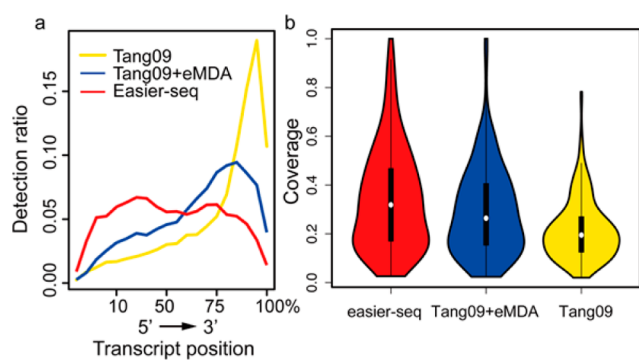 a
Tang09
Tang09+eMDA
Easier-seq
Detection ratio
0.15
0.10
0.05
0.00
10 50 75 100%
5' → 3'
Transcript position
b
Coverage
1.0
0.8
0.6
0.4
0.2
0.0
easier-seq Tang09+eMDA Tang09